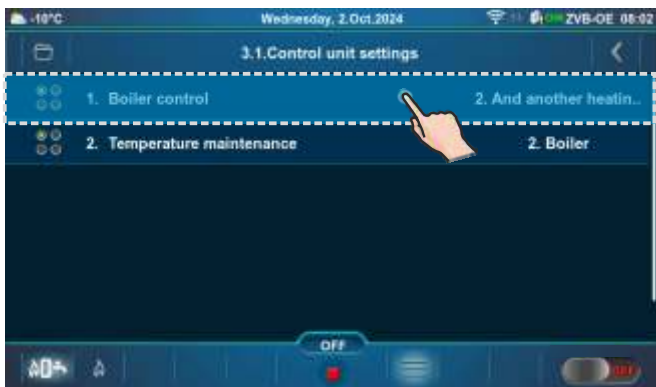 -10°C Wednesday, 2.Oct.2024 ZVB-OE 08:02
3.1.Control unit settings
1. Boiler control 2. And another heatin..
2. Temperature maintenance 2. Boiler
OFF
OFF